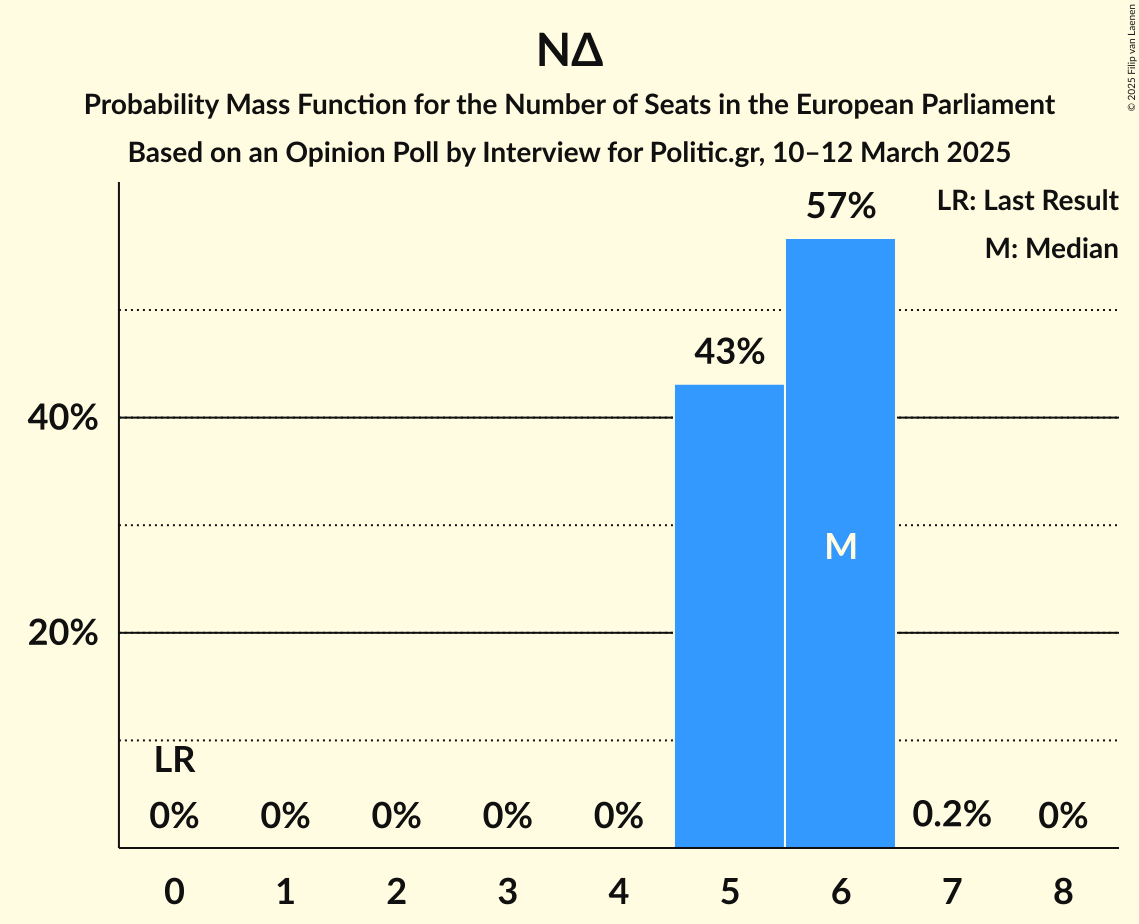 ΝΔ
Probability Mass Function for the Number of Seats in the European Parliament
Based on an Opinion Poll by Interview for Politic.gr, 10–12 March 2025
© 2025 Filip van Laenen
LR: Last Result
M: Median
57%
43%
40%
20%
M
LR
0% 0% 0% 0% 0% 0.2% 0%
0 1 2 3 4 5 6 7 8